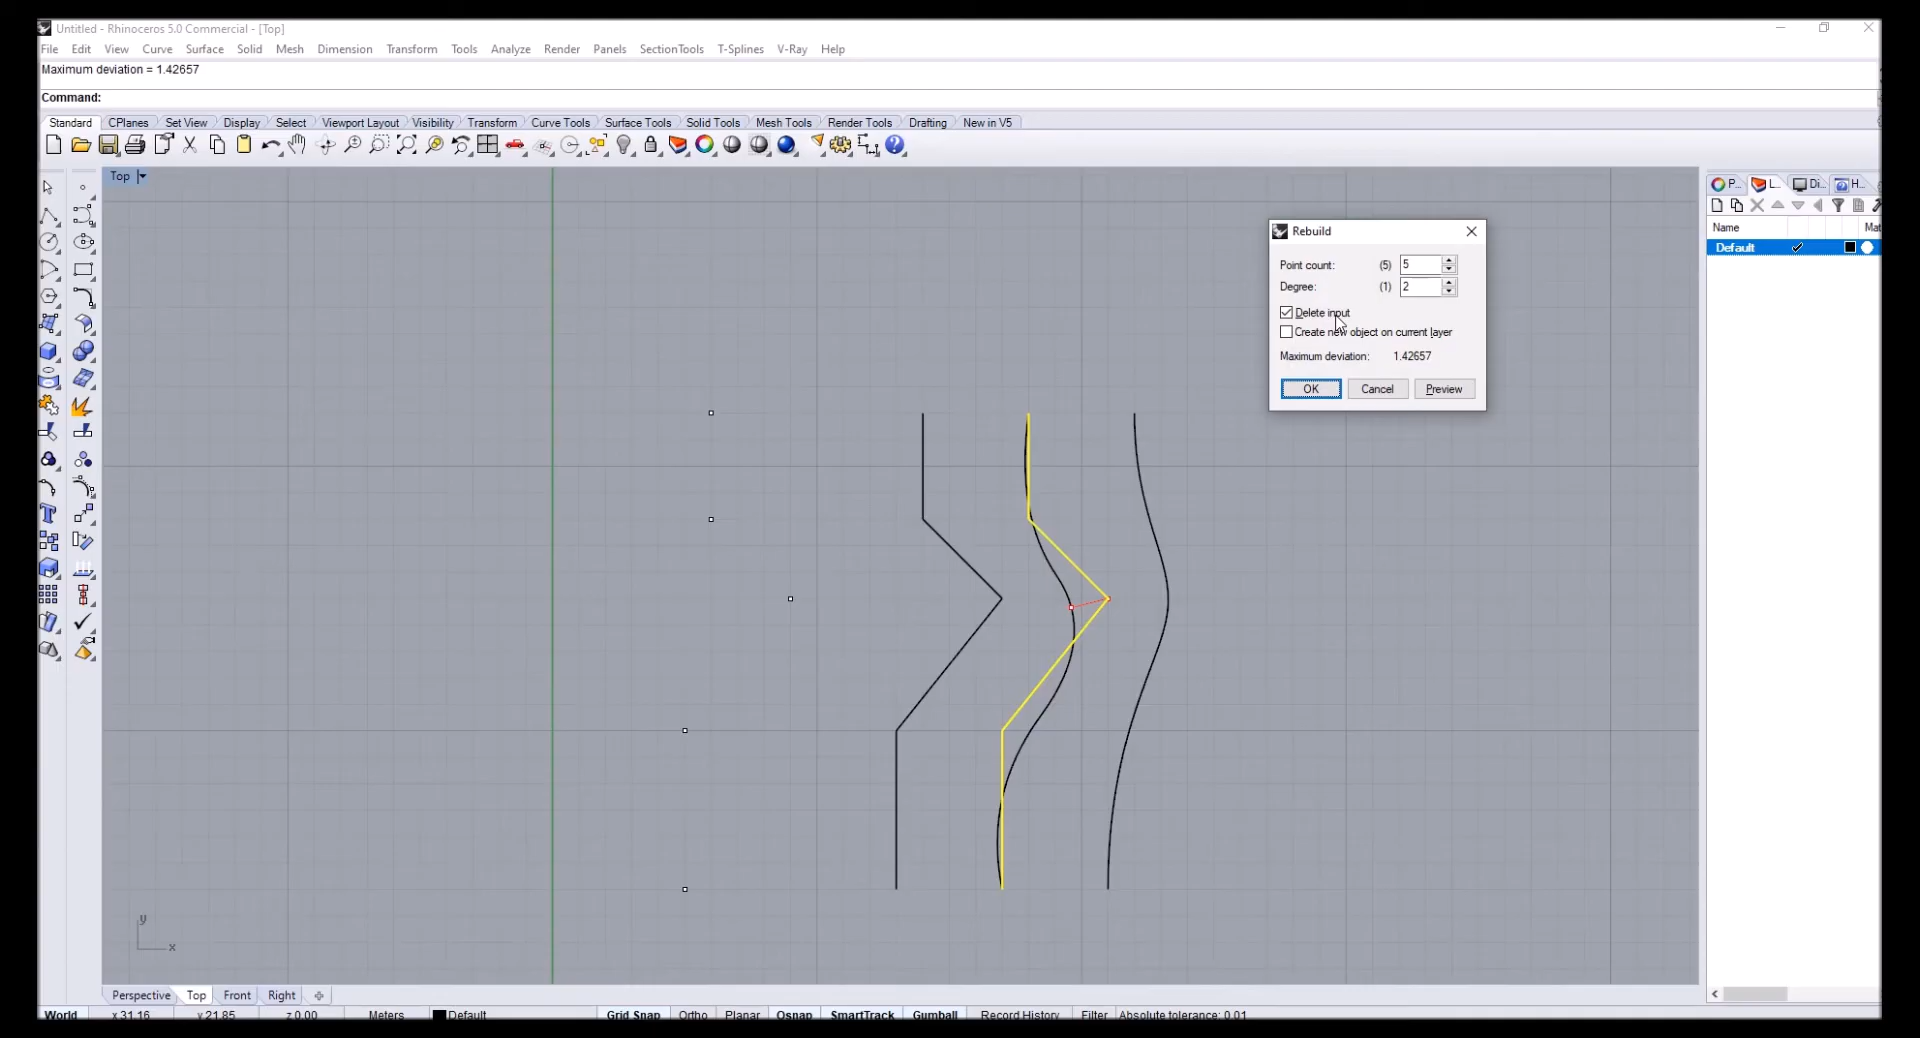 Untitled - Rhinoceros 5.0 Commercial - [Top]
File Edit View Curve Surface Solid Mesh Dimension Transform Tools Analyze Render Panels SectionTools T-Splines V-Ray Help
Maximum deviation = 1.42657
Command:
Standard CPlanes Set View Display Select Viewport Layout Visibility Transform Curve Tools Surface Tools Solid Tools Mesh Tools Render Tools Drafting New in V5
Top
P... L... Di... H...
Name Mat
Default
Rebuild
Point count: (5) 5
Degree: (1) 2
Delete input
Create new object on current layer
Maximum deviation: 1.42657
OK Cancel Preview
y
x
Perspective Top Front Right
World x 31.16 y 21.85 z 0.00 Meters Default Grid Snap Ortho Planar Osnap SmartTrack Gumball Record History Filter Absolute tolerance: 0.01